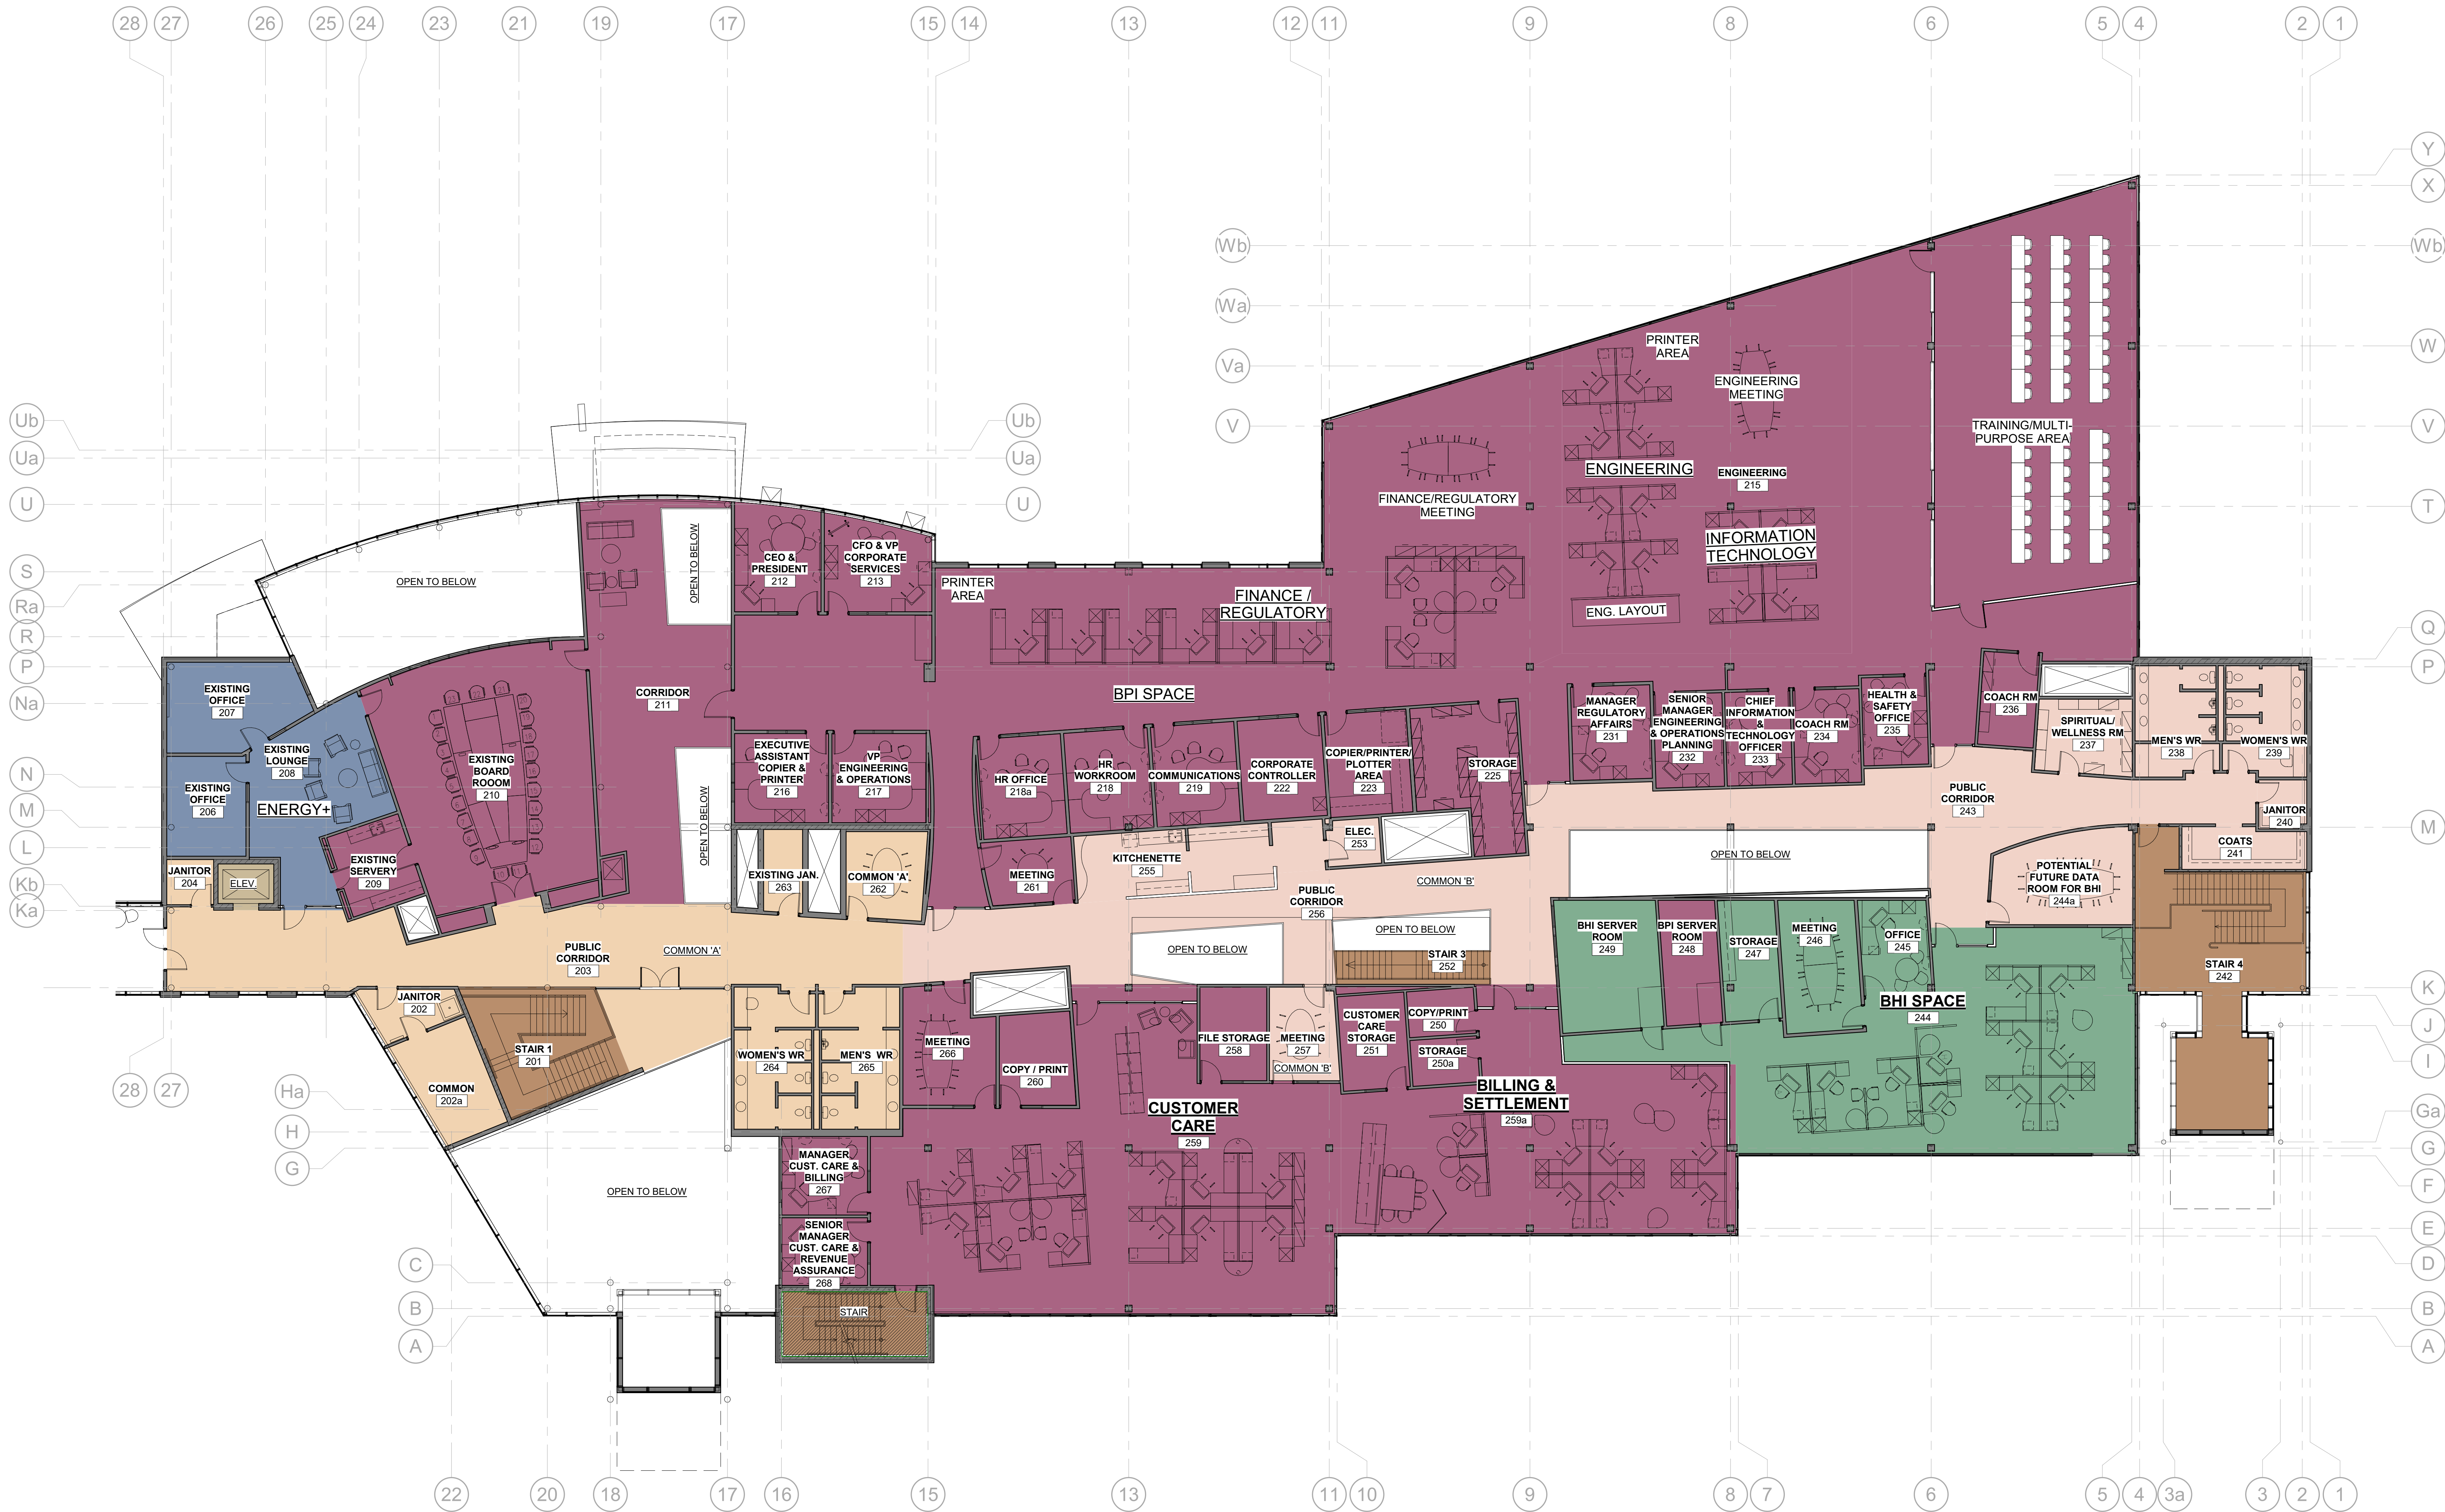 28
27
26
25
24
23
21
19
17
15
14
13
12
11
9
8
6
5
4
2
1
Y
X
Wb
Wb
Wa
Va
W
V
V
Ub
Ua
U
Ub
Ua
U
T
S
Ra
R
P
Na
N
M
L
Kb
Ka
Q
P
M
K
J
I
Ga
G
F
E
D
B
A
PRINTER
AREA
ENGINEERING
MEETING
TRAINING/MULTI-
PURPOSE AREA
ENGINEERING
ENGINEERING
215
FINANCE/REGULATORY
MEETING
INFORMATION
TECHNOLOGY
ENG. LAYOUT
OPEN TO BELOW
OPEN TO BELOW
CEO &
PRESIDENT
212
CFO & VP
CORPORATE
SERVICES
213
PRINTER
AREA
FINANCE /
REGULATORY
BPI SPACE
EXISTING
OFFICE
207
EXISTING
LOUNGE
208
ENERGY+
EXISTING
OFFICE
206
EXISTING
BOARD
ROOOM
210
CORRIDOR
211
OPEN TO BELOW
EXISTING
SERVERY
209
JANITOR
204
ELEV.
EXECUTIVE
ASSISTANT
COPIER &
PRINTER
216
VP
ENGINEERING
& OPERATIONS
217
HR OFFICE
218a
HR
WORKROOM
218
COMMUNICATIONS
219
CORPORATE
CONTROLLER
222
COPIER/PRINTER/
PLOTTER
AREA
223
STORAGE
225
MANAGER
REGULATORY
AFFAIRS
231
SENIOR
MANAGER
ENGINEERING
& OPERATIONS
PLANNING
232
CHIEF
INFORMATION
&
TECHNOLOGY
OFFICER
233
COACH RM
234
HEALTH &
SAFETY
OFFICE
235
COACH RM
236
SPIRITUAL/
WELLNESS RM
237
MEN'S WR
238
WOMEN'S WR
239
JANITOR
240
COATS
241
PUBLIC
CORRIDOR
243
OPEN TO BELOW
POTENTIAL
FUTURE DATA
ROOM FOR BHI
244a
EXISTING JAN.
263
COMMON 'A'
262
MEETING
261
KITCHENETTE
255
ELEC.
253
COMMON 'B'
PUBLIC
CORRIDOR
256
OPEN TO BELOW
OPEN TO BELOW
STAIR 3
252
PUBLIC
CORRIDOR
203
COMMON 'A'
BHI SERVER
ROOM
249
BPI SERVER
ROOM
248
STORAGE
247
MEETING
246
OFFICE
245
BHI SPACE
244
STAIR 4
242
JANITOR
202
STAIR 1
201
COMMON
202a
WOMEN'S WR
264
MEN'S WR
265
MEETING
266
COPY / PRINT
260
FILE STORAGE
258
MEETING
257
COMMON 'B'
CUSTOMER
CARE
STORAGE
251
COPY/PRINT
250
STORAGE
250a
CUSTOMER
CARE
259
BILLING &
SETTLEMENT
259a
OPEN TO BELOW
MANAGER
CUST. CARE &
BILLING
267
SENIOR
MANAGER
CUST. CARE &
REVENUE
ASSURANCE
268
STAIR
28
27
Ha
H
G
C
B
A
22
20
18
17
16
15
13
11
10
9
8
7
6
5
4
3a
3
2
1